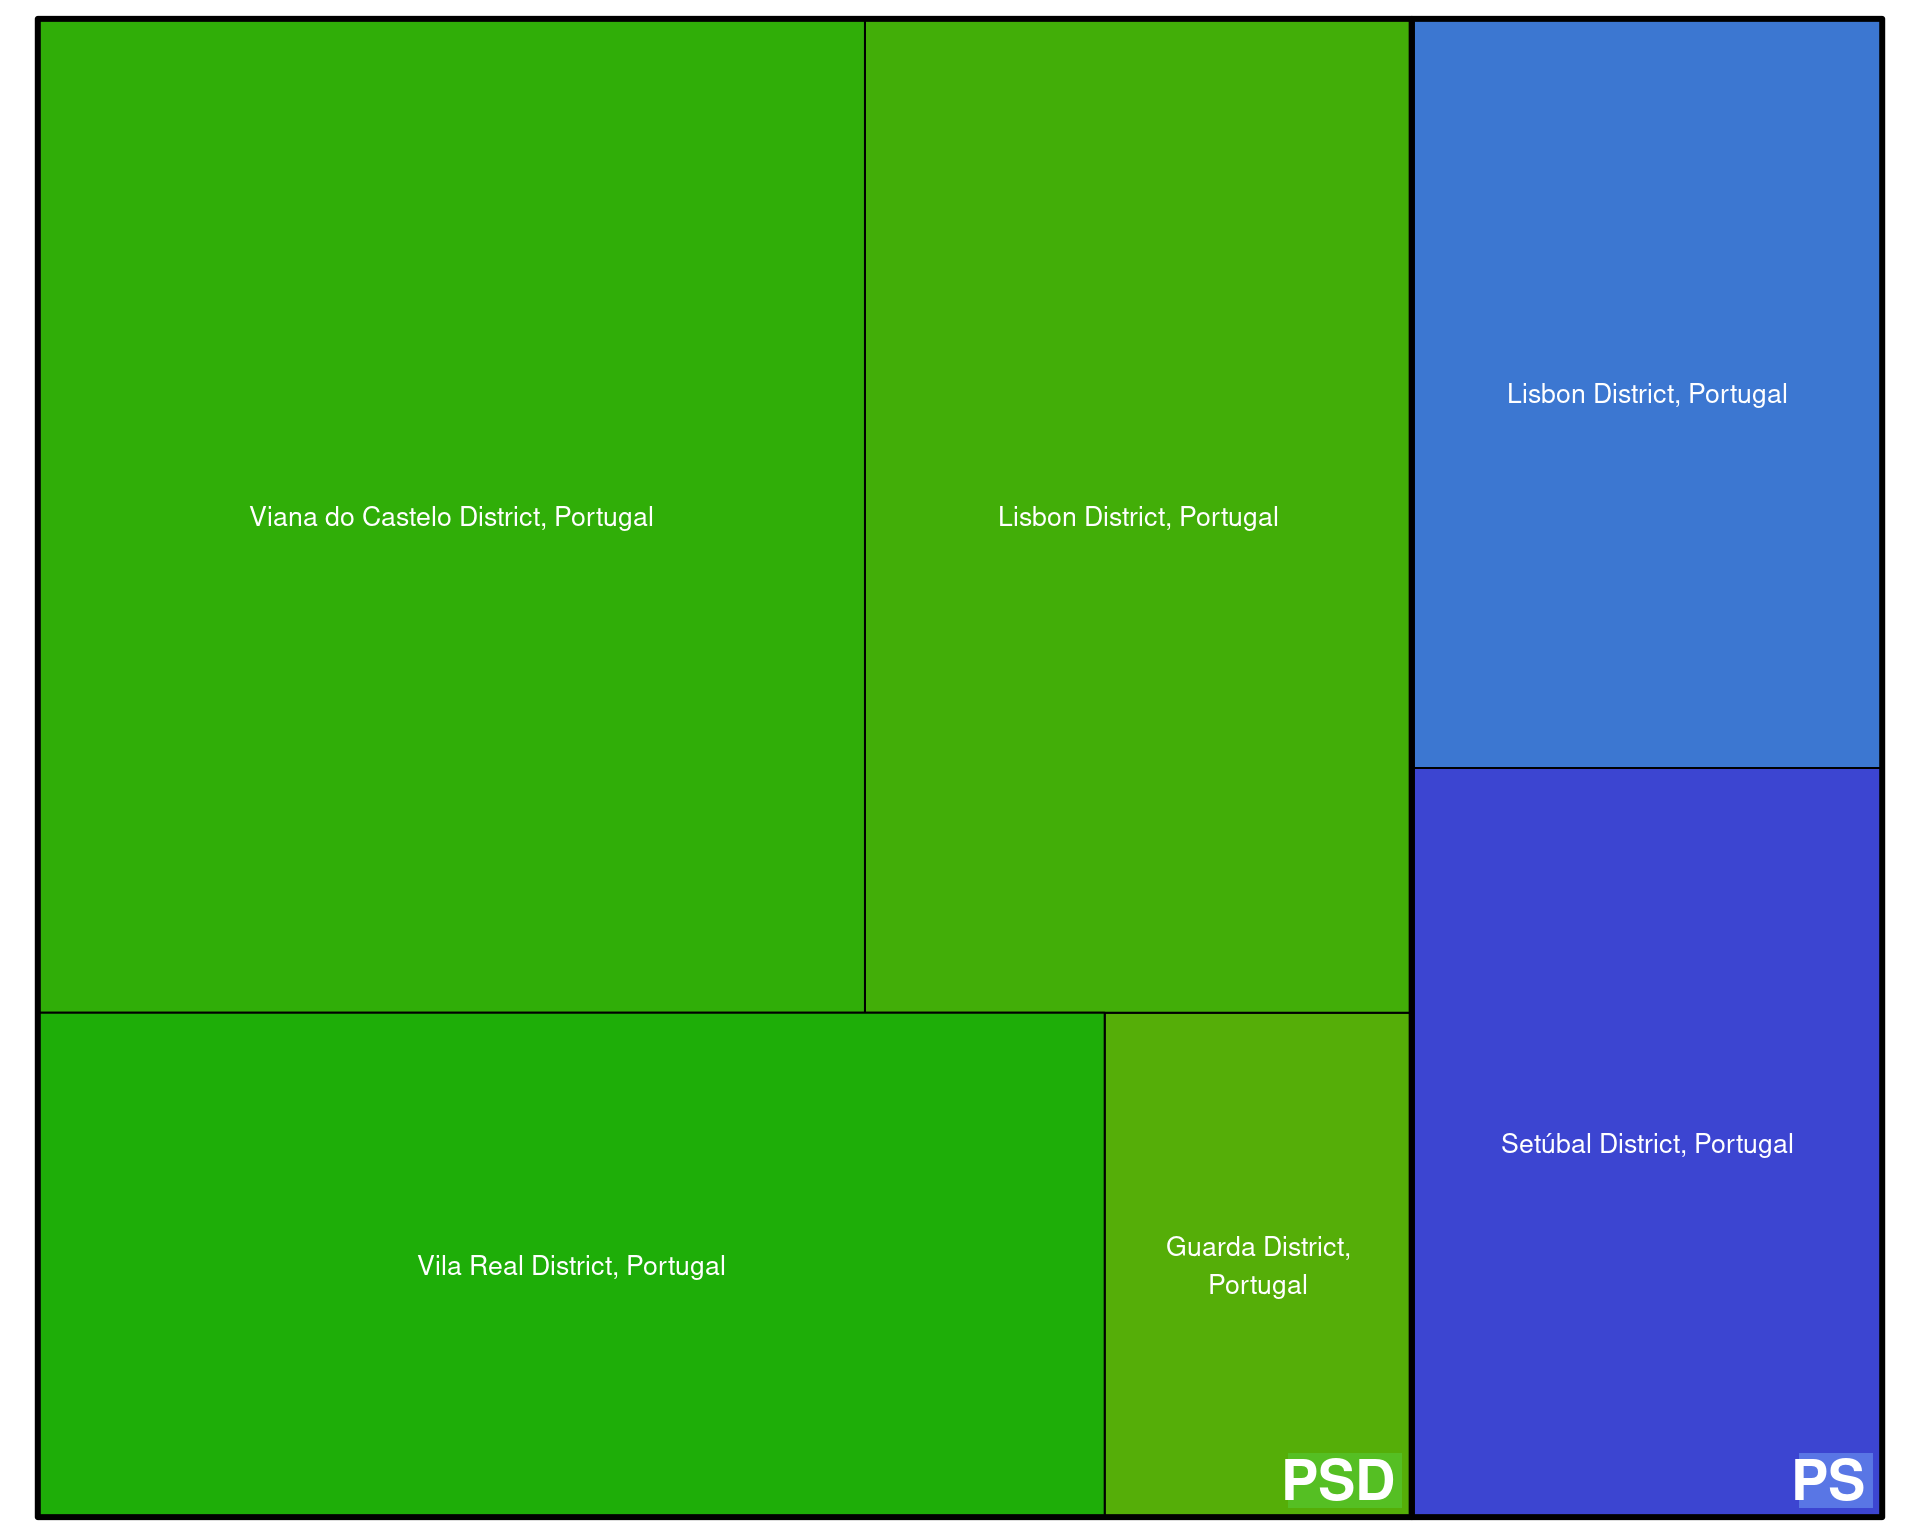 Viana do Castelo District, Portugal
Lisbon District, Portugal
Lisbon District, Portugal
Setúbal District, Portugal
Vila Real District, Portugal
Guarda District,
Portugal
PSD
PS